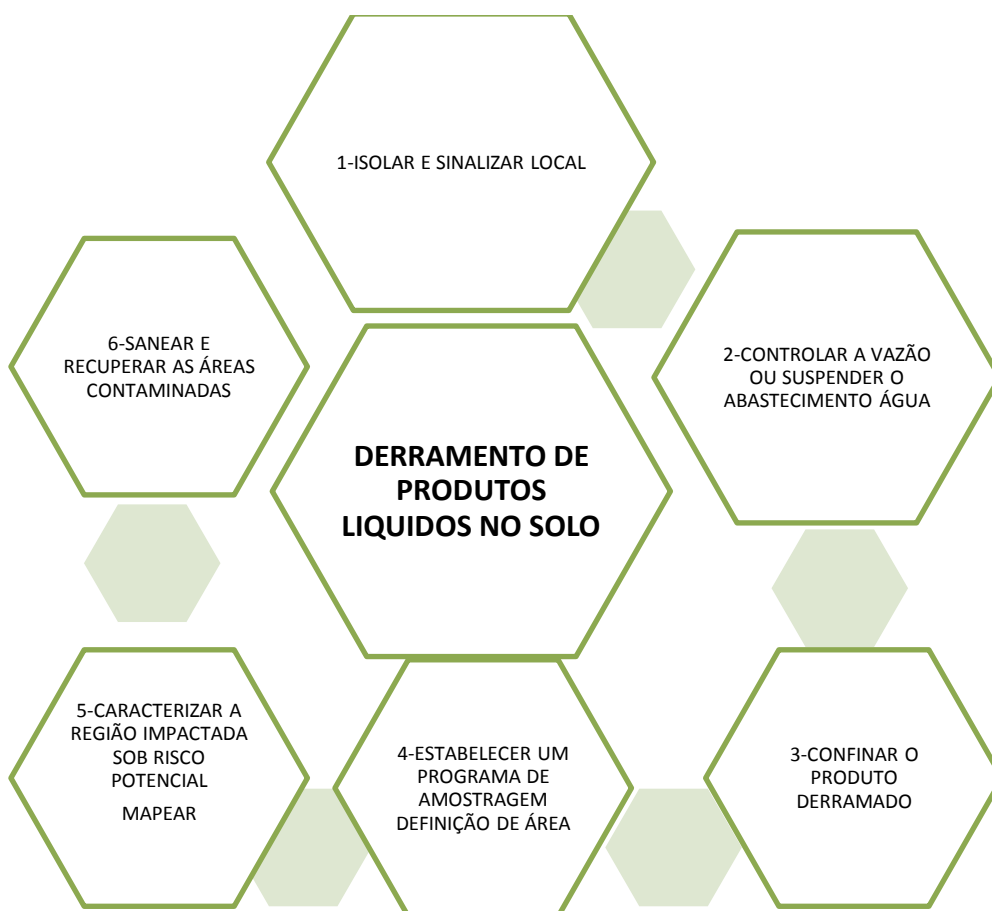 1-ISOLAR E SINALIZAR LOCAL
2-CONTROLAR A VAZÃO
OU SUSPENDER O
ABASTECIMENTO ÁGUA
3-CONFINAR O
PRODUTO
DERRAMADO
4-ESTABELECER UM
PROGRAMA DE
AMOSTRAGEM
DEFINIÇÃO DE ÁREA
5-CARACTERIZAR A
REGIÃO IMPACTADA
SOB RISCO
POTENCIAL
MAPEAR
6-SANEAR E
RECUPERAR AS ÁREAS
CONTAMINADAS
DERRAMENTO DE
PRODUTOS
LIQUIDOS NO SOLO